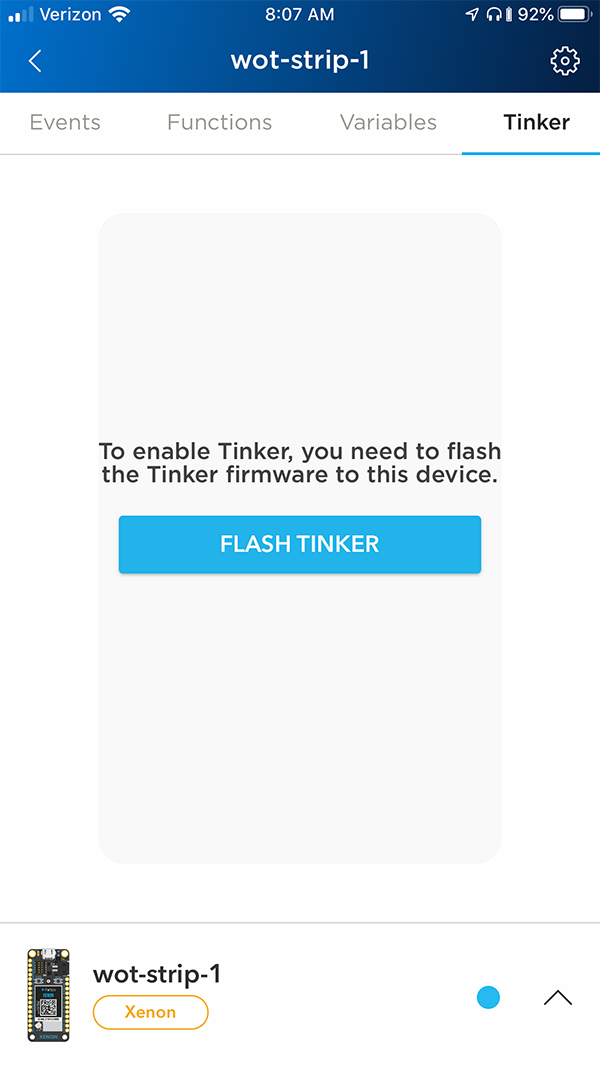 Verizon 8:07 AM 92%
wot-strip-1
Events Functions Variables Tinker
To enable Tinker, you need to flash
the Tinker firmware to this device.
FLASH TINKER
wot-strip-1
Xenon
XENON